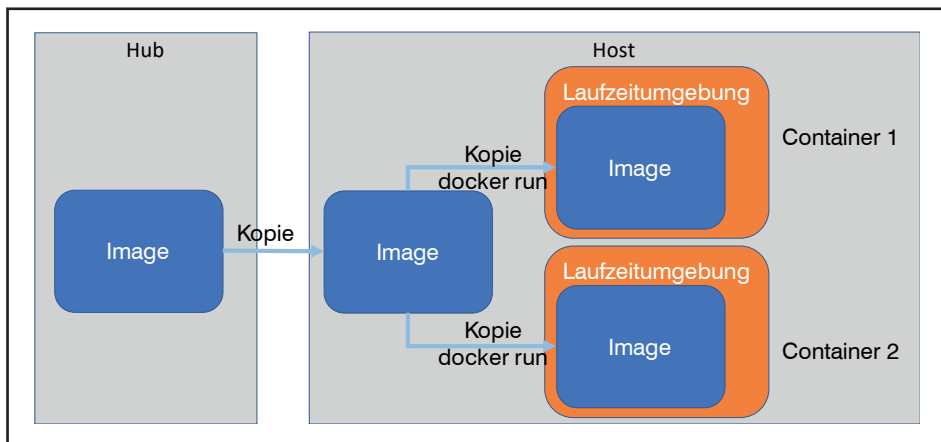 Hub
Host
Image
Kopie
Image
Kopie
docker run
Laufzeitumgebung
Image
Container 1
Kopie
docker run
Laufzeitumgebung
Image
Container 2